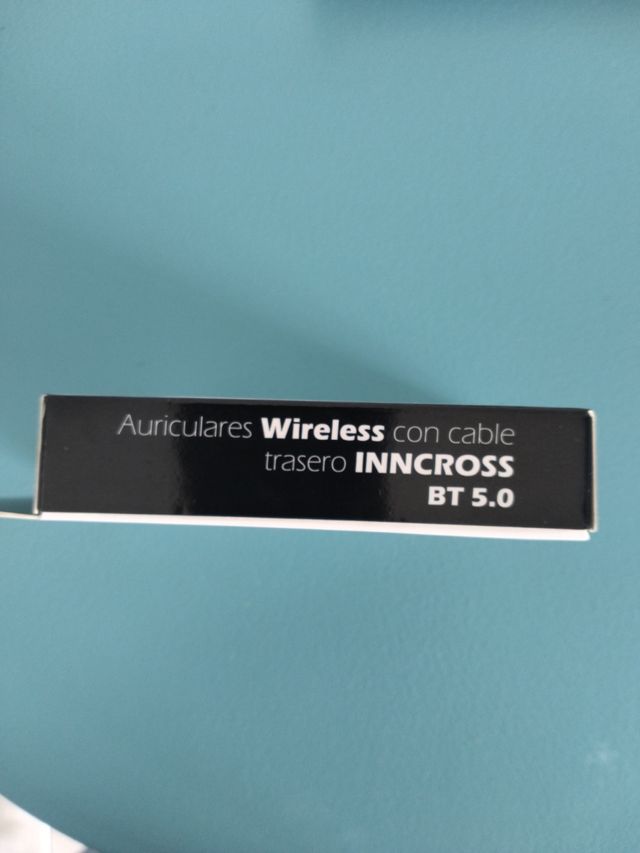 Auriculares Wireless con cable
trasero INNCROSS
BT 5.0